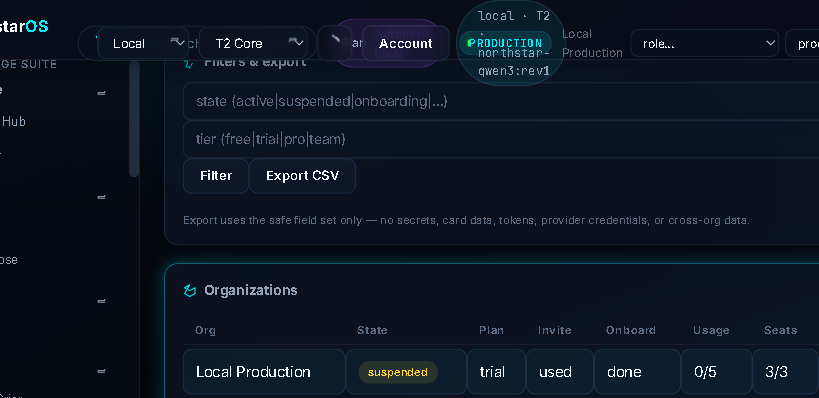 starOS
Local
T2 Core
Account
local · T2
·
northstar-
qwen3:rev1
PRODUCTION
Local
Production
role...
GE SUITE
Hub
ose
Filters & export
state (active|suspended|onboarding|...)
tier (free|trial|pro|team)
Filter
Export CSV
Export uses the safe field set only — no secrets, card data, tokens, provider credentials, or cross-org data.
Organizations
Org State Plan Invite Onboard Usage Seats
Local Production suspended trial used done 0/5 3/3